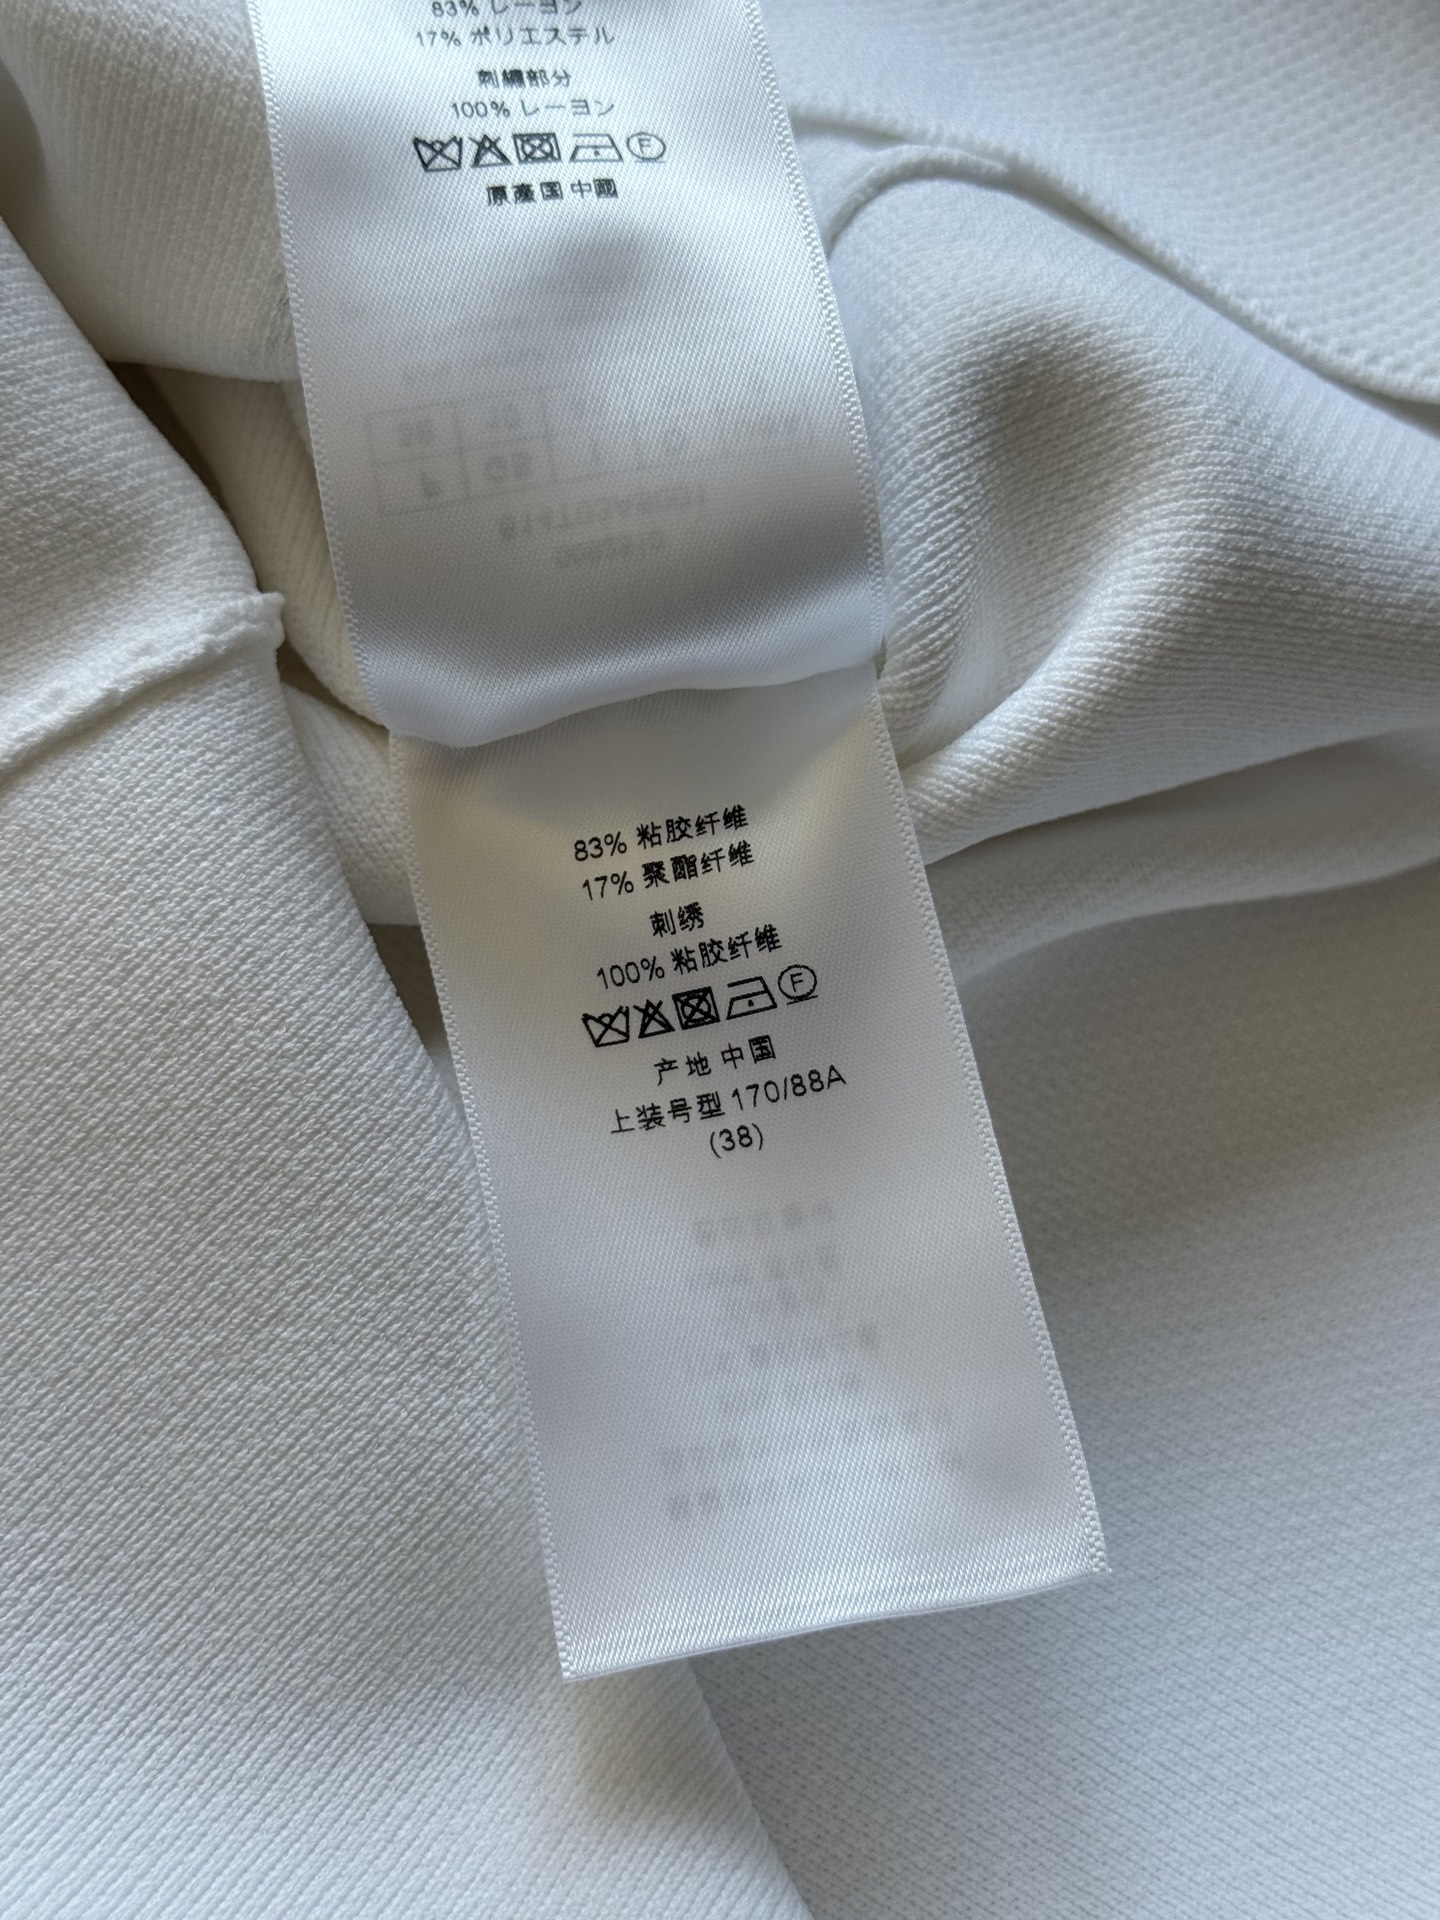 83% レーヨン
17% ポリエステル
刺繍部分
100% レーヨン
F
原産国 中国
83% 粘胶纤维
17% 聚酯纤维
刺绣
100% 粘胶纤维
F
产地 中国
上装号型 170/88A
(38)